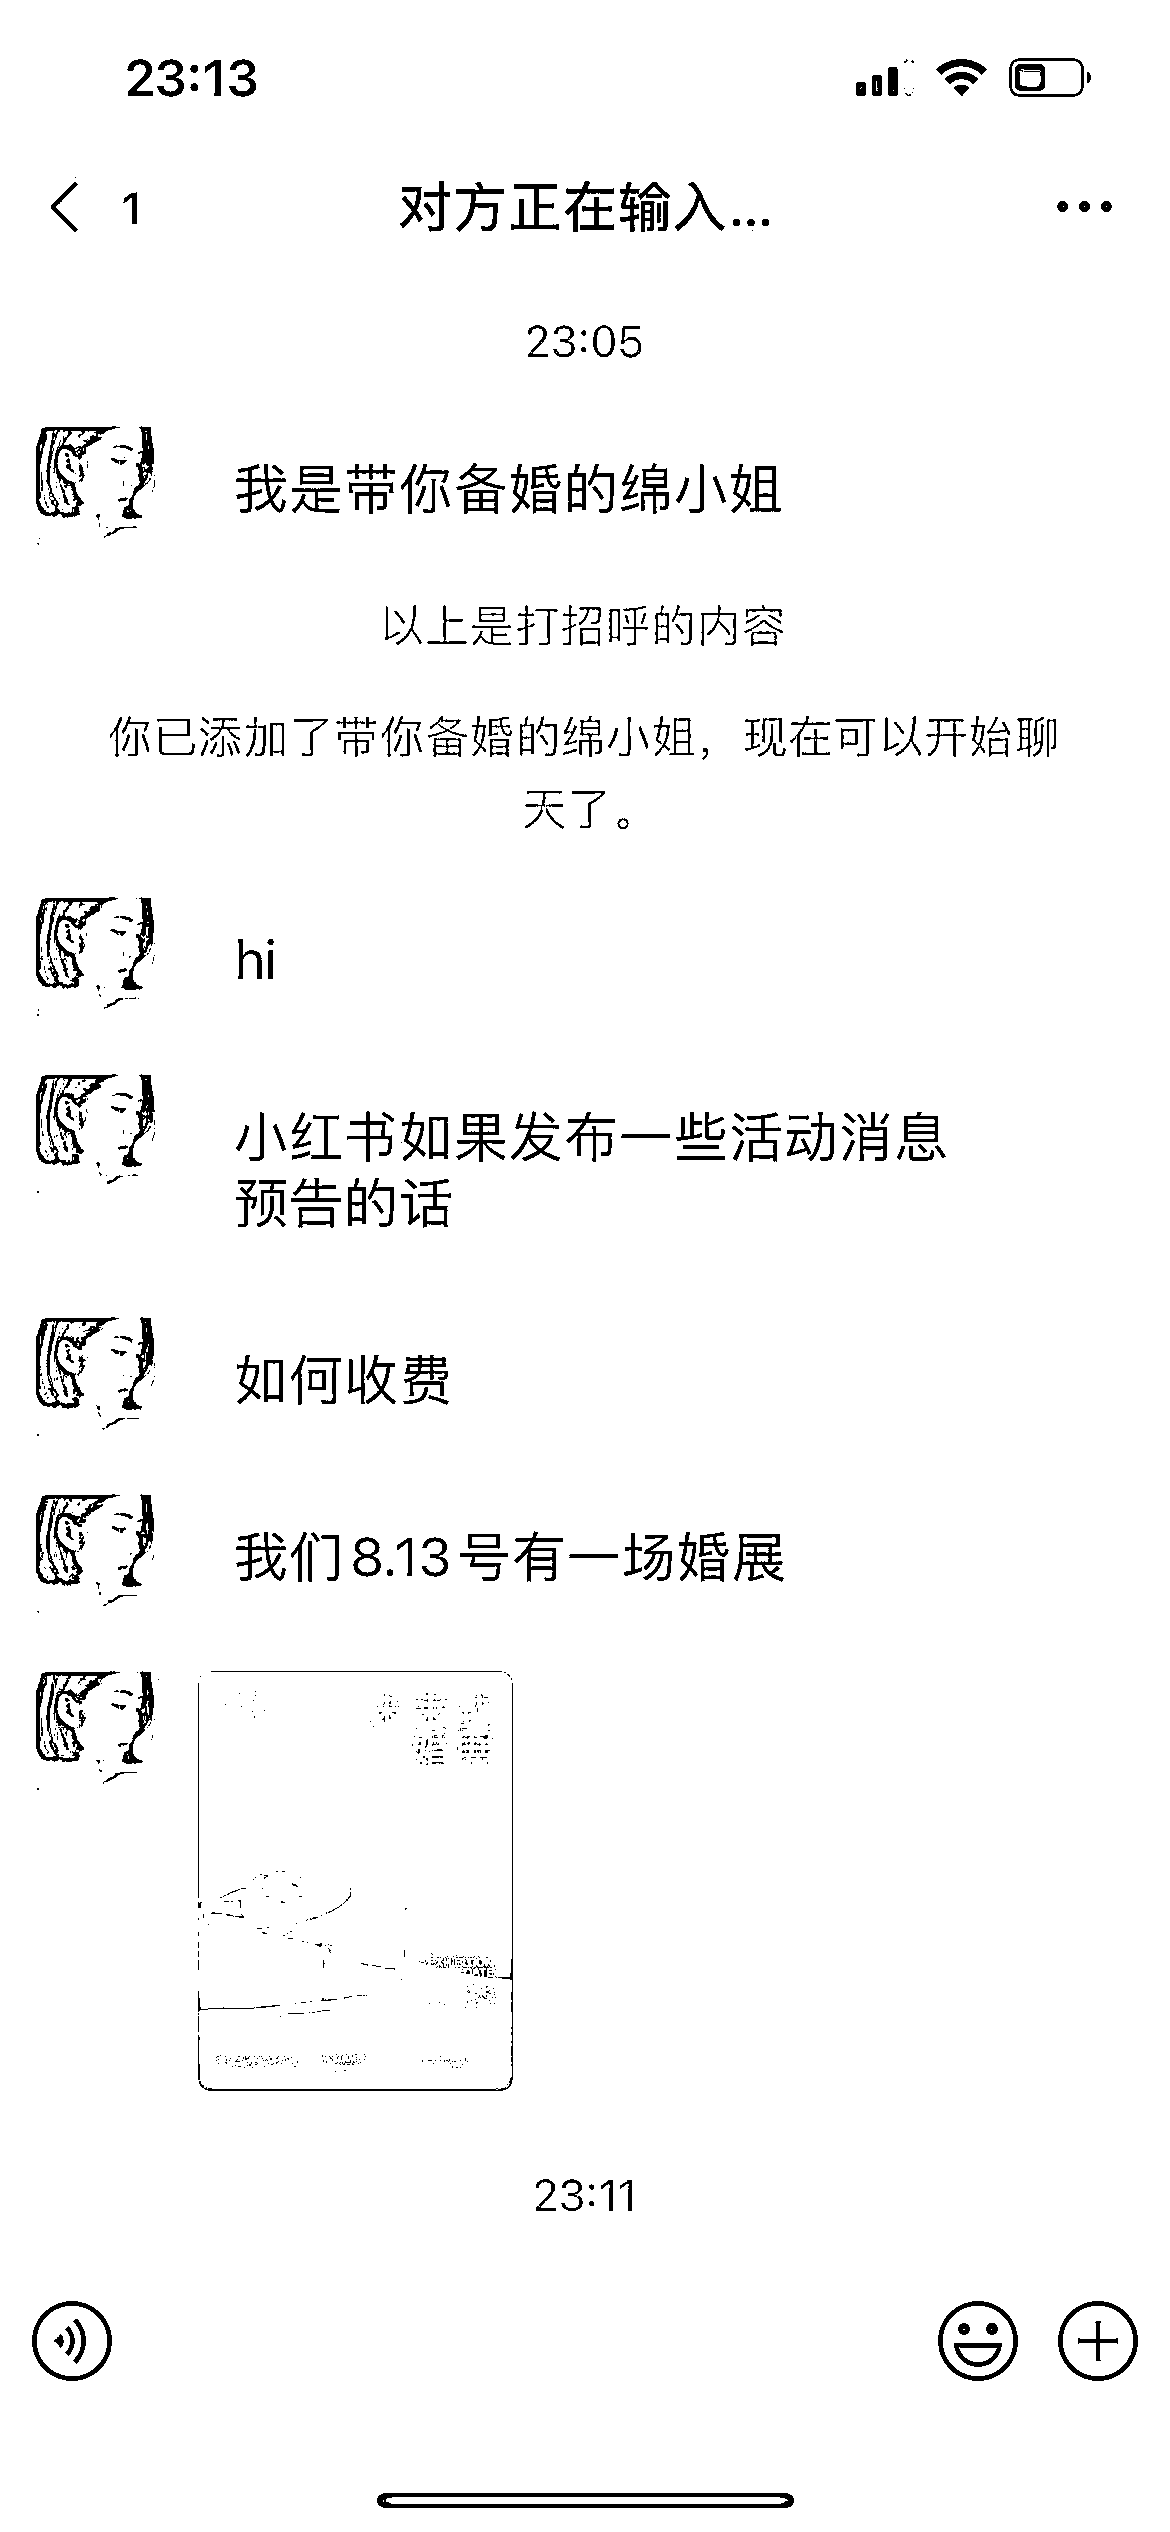 23:13
1
对方正在输入...
23:05
我是带你备婚的绵小姐
以上是打招呼的内容
你已添加了带你备婚的绵小姐，现在可以开始聊
天了。
hi
小红书如果发布一些活动消息
预告的话
如何收费
我们8.13号有一场婚展
23:11